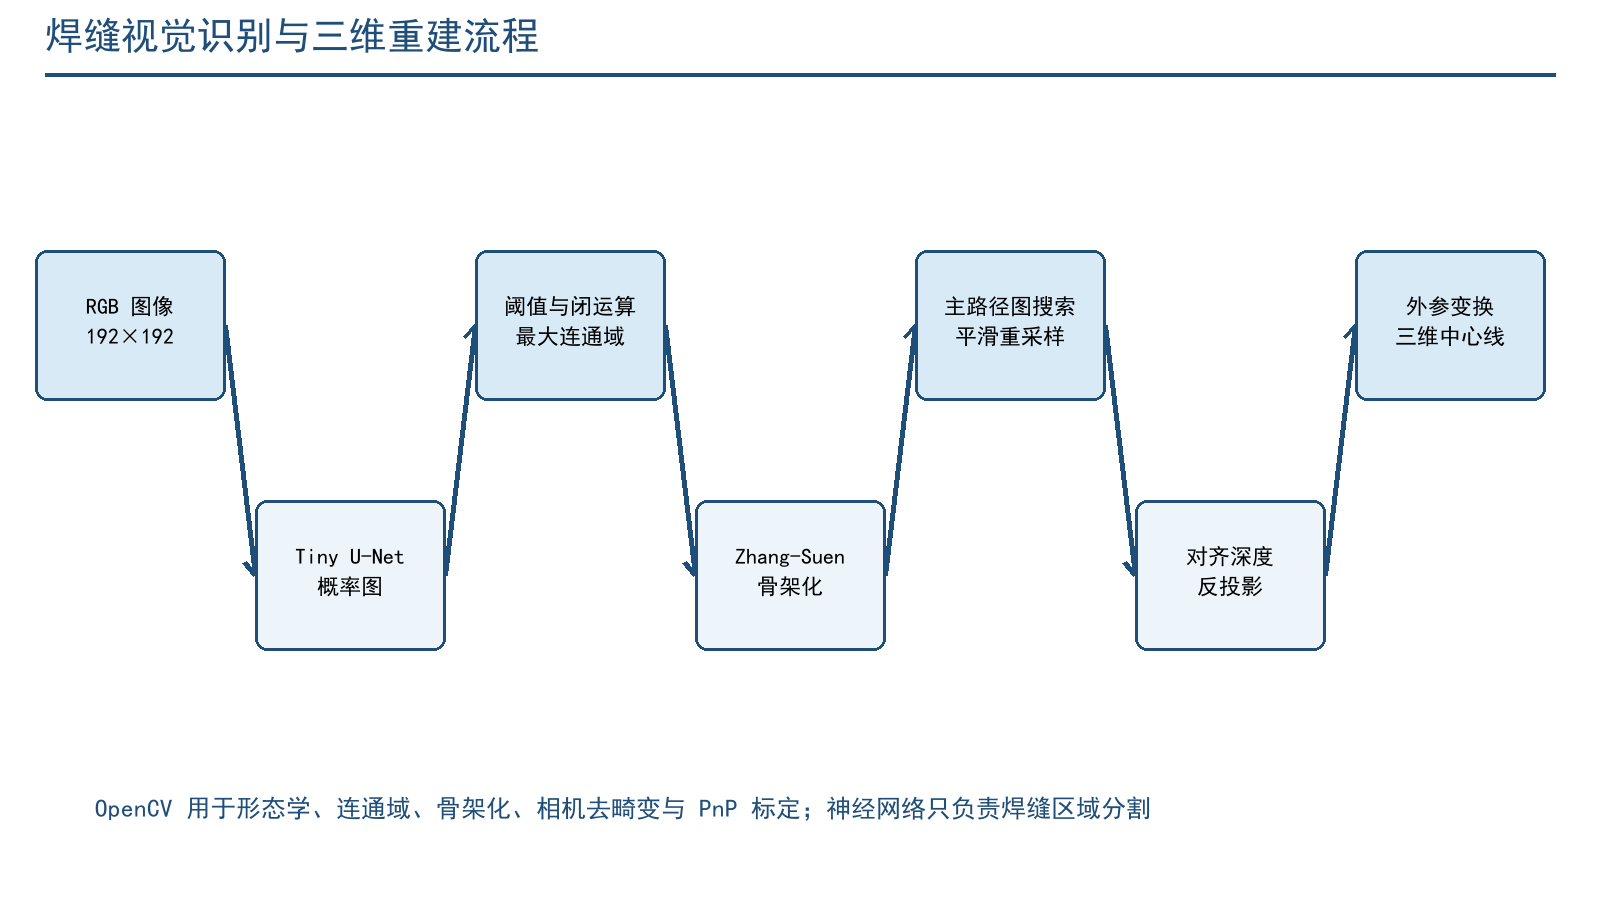 焊缝视觉识别与三维重建流程
RGB 图像
192×192
Tiny U-Net
概率图
阈值与闭运算
最大连通域
Zhang-Suen
骨架化
主路径图搜索
平滑重采样
对齐深度
反投影
外参变换
三维中心线
OpenCV 用于形态学、连通域、骨架化、相机去畸变与 PnP 标定；神经网络只负责焊缝区域分割